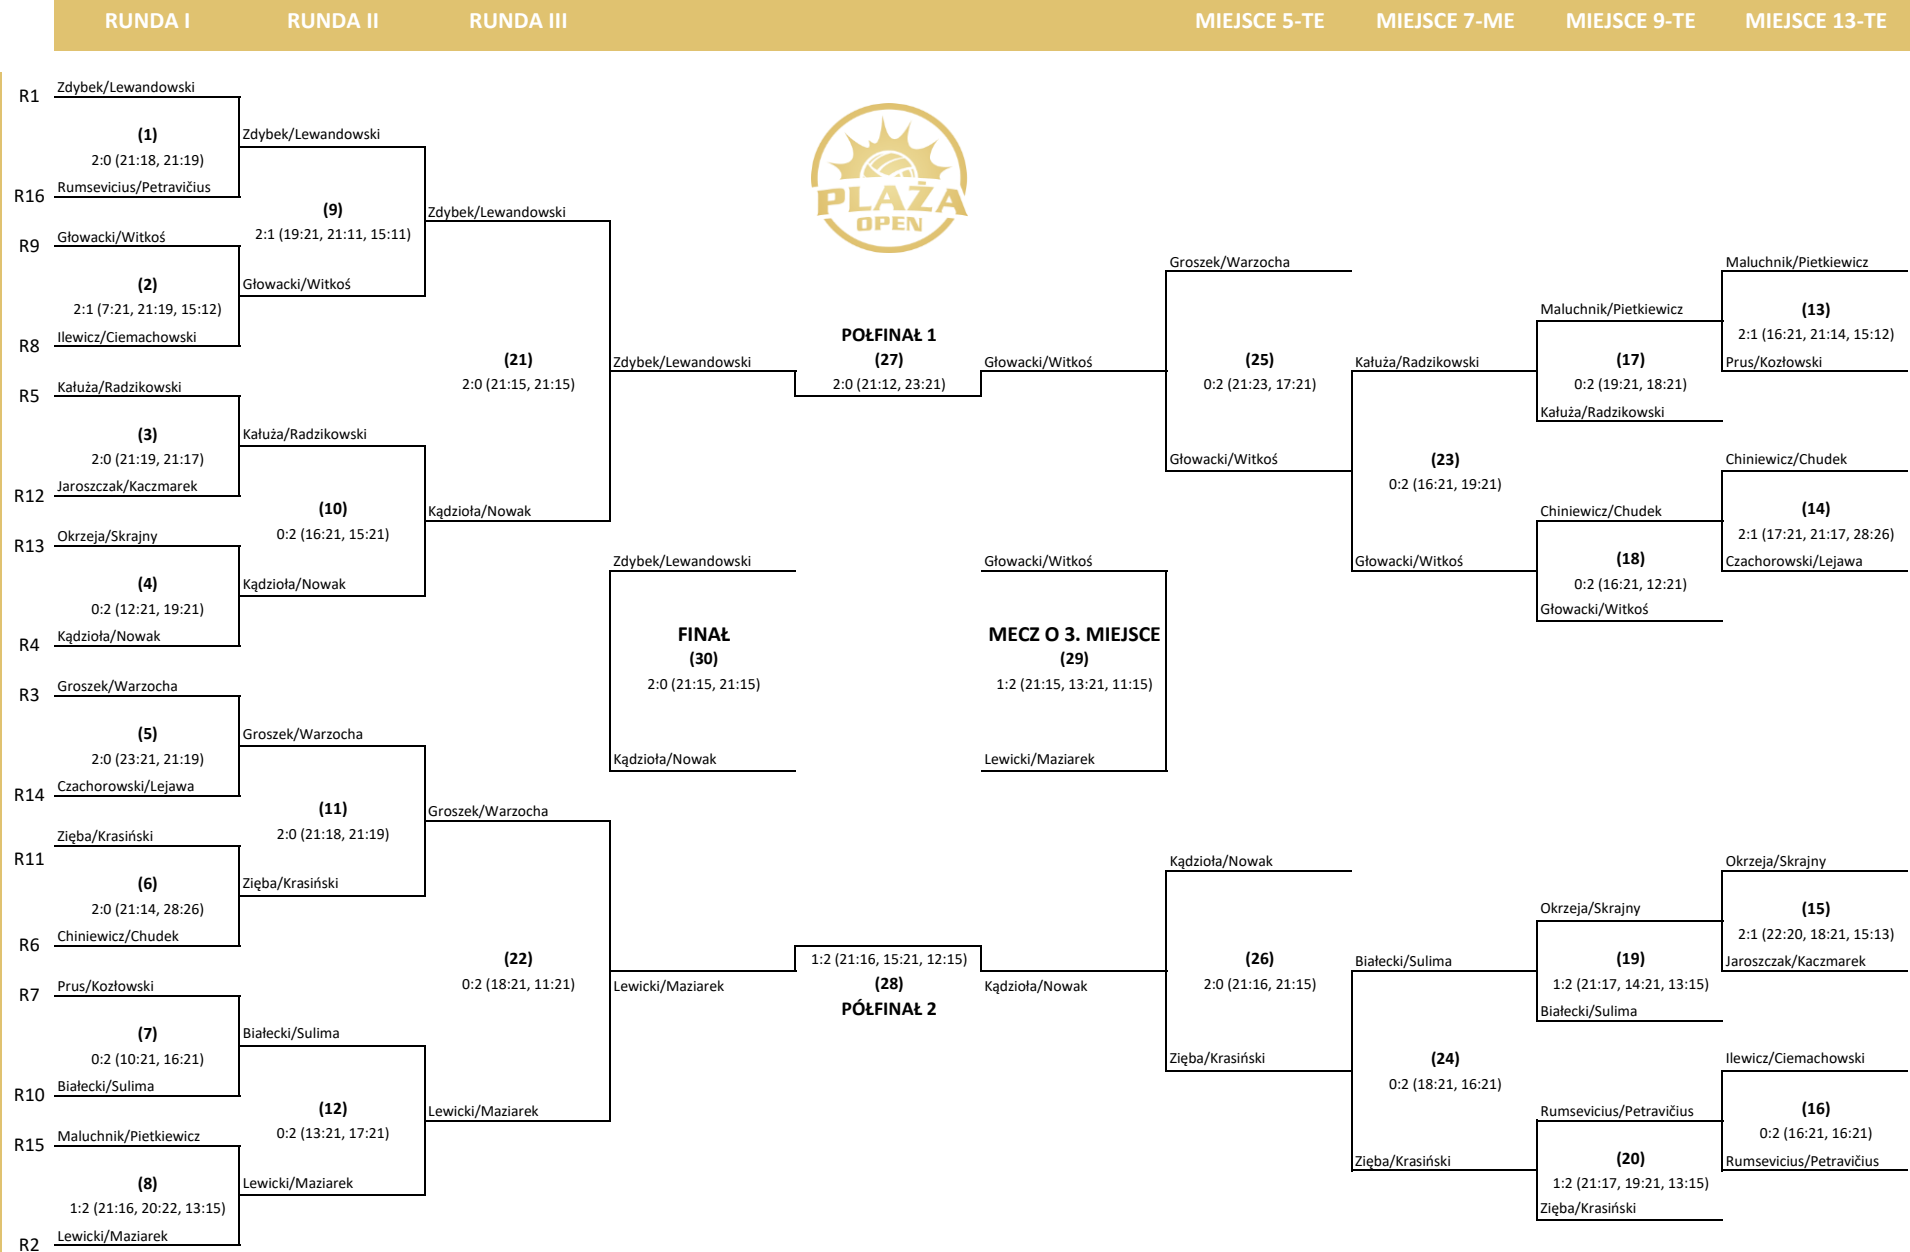 RUNDA I
RUNDA II
RUNDA III
MIEJSCE 5-TE
MIEJSCE 7-ME
MIEJSCE 9-TE
MIEJSCE 13-TE
R1
Zdybek/Lewandowski
(1)
2:0 (21:18, 21:19)
R16
Rumsevicius/Petravičius
R9
Głowacki/Witkoś
(2)
2:1 (7:21, 21:19, 15:12)
R8
Ilewicz/Ciemachowski
R5
Kałuża/Radzikowski
(3)
2:0 (21:19, 21:17)
R12
Jaroszczak/Kaczmarek
R13
Okrzeja/Skrajny
(4)
0:2 (12:21, 19:21)
R4
Kądzioła/Nowak
R3
Groszek/Warzocha
(5)
2:0 (23:21, 21:19)
R14
Czachorowski/Lejawa
R11
Zięba/Krasiński
(6)
2:0 (21:14, 28:26)
R6
Chiniewicz/Chudek
R7
Prus/Kozłowski
(7)
0:2 (10:21, 16:21)
R10
Białecki/Sulima
R15
Maluchnik/Pietkiewicz
(8)
1:2 (21:16, 20:22, 13:15)
R2
Lewicki/Maziarek
Zdybek/Lewandowski
(9)
2:1 (19:21, 21:11, 15:11)
Głowacki/Witkoś
Kałuża/Radzikowski
(10)
0:2 (16:21, 15:21)
Kądzioła/Nowak
Groszek/Warzocha
(11)
2:0 (21:18, 21:19)
Zięba/Krasiński
Białecki/Sulima
(12)
0:2 (13:21, 17:21)
Lewicki/Maziarek
Zdybek/Lewandowski
(21)
2:0 (21:15, 21:15)
Kądzioła/Nowak
Groszek/Warzocha
(22)
0:2 (18:21, 11:21)
Lewicki/Maziarek
PLAŻA
OPEN
Zdybek/Lewandowski
POŁFINAŁ 1
(27)
2:0 (21:12, 23:21)
Głowacki/Witkoś
Zdybek/Lewandowski
FINAŁ
(30)
2:0 (21:15, 21:15)
Kądzioła/Nowak
Głowacki/Witkoś
MECZ O 3. MIEJSCE
(29)
1:2 (21:15, 13:21, 11:15)
Lewicki/Maziarek
Lewicki/Maziarek
1:2 (21:16, 15:21, 12:15)
(28)
PÓŁFINAŁ 2
Kądzioła/Nowak
Groszek/Warzocha
(25)
0:2 (21:23, 17:21)
Głowacki/Witkoś
Kądzioła/Nowak
(26)
2:0 (21:16, 21:15)
Zięba/Krasiński
Kałuża/Radzikowski
(23)
0:2 (16:21, 19:21)
Głowacki/Witkoś
Białecki/Sulima
(24)
0:2 (18:21, 16:21)
Zięba/Krasiński
Maluchnik/Pietkiewicz
(17)
0:2 (19:21, 18:21)
Kałuża/Radzikowski
Chiniewicz/Chudek
(18)
0:2 (16:21, 12:21)
Głowacki/Witkoś
Okrzeja/Skrajny
(19)
1:2 (21:17, 14:21, 13:15)
Białecki/Sulima
Rumsevicius/Petravičius
(20)
1:2 (21:17, 19:21, 13:15)
Zięba/Krasiński
Maluchnik/Pietkiewicz
(13)
2:1 (16:21, 21:14, 15:12)
Prus/Kozłowski
Chiniewicz/Chudek
(14)
2:1 (17:21, 21:17, 28:26)
Czachorowski/Lejawa
Okrzeja/Skrajny
(15)
2:1 (22:20, 18:21, 15:13)
Jaroszczak/Kaczmarek
Ilewicz/Ciemachowski
(16)
0:2 (16:21, 16:21)
Rumsevicius/Petravičius